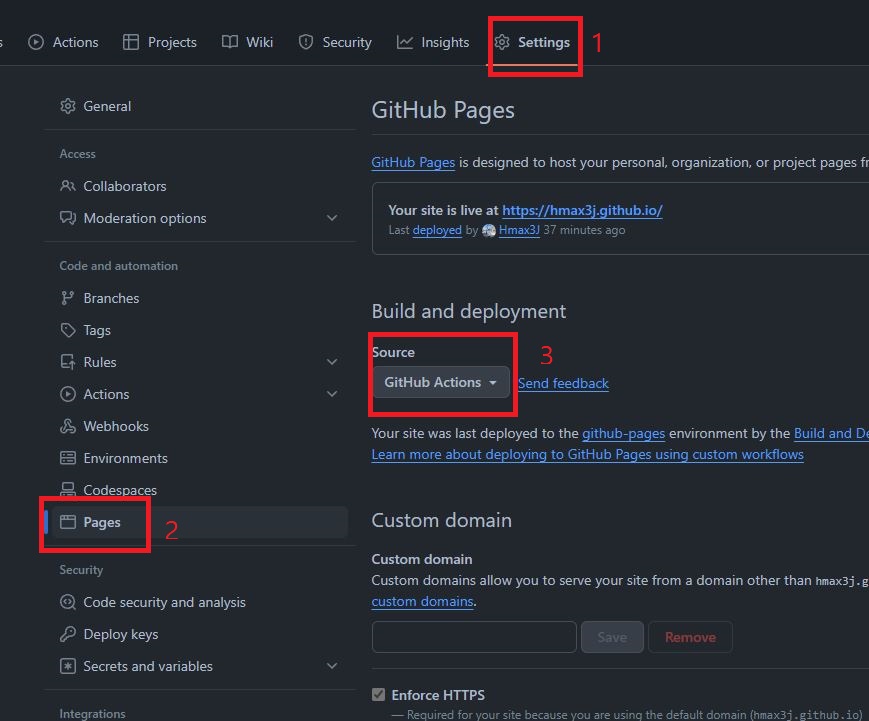 s Actions Projects Wiki Security Insights Settings 1
General
Access
Collaborators
Moderation options
Code and automation
Branches
Tags
Rules
Actions
Webhooks
Environments
Codespaces
Pages 2
Security
Code security and analysis
Deploy keys
Secrets and variables
Integrations
GitHub Pages
GitHub Pages is designed to host your personal, organization, or project pages fr
Your site is live at https://hmax3j.github.io/
Last deployed by Hmax3J 37 minutes ago
Build and deployment
Source
3
GitHub Actions Send feedback
Your site was last deployed to the github-pages environment by the Build and De
Learn more about deploying to GitHub Pages using custom workflows
Custom domain
Custom domain
Custom domains allow you to serve your site from a domain other than hmax3j.g
custom domains.
Save Remove
Enforce HTTPS
— Required for your site because you are using the default domain (hmax3j.github.io)